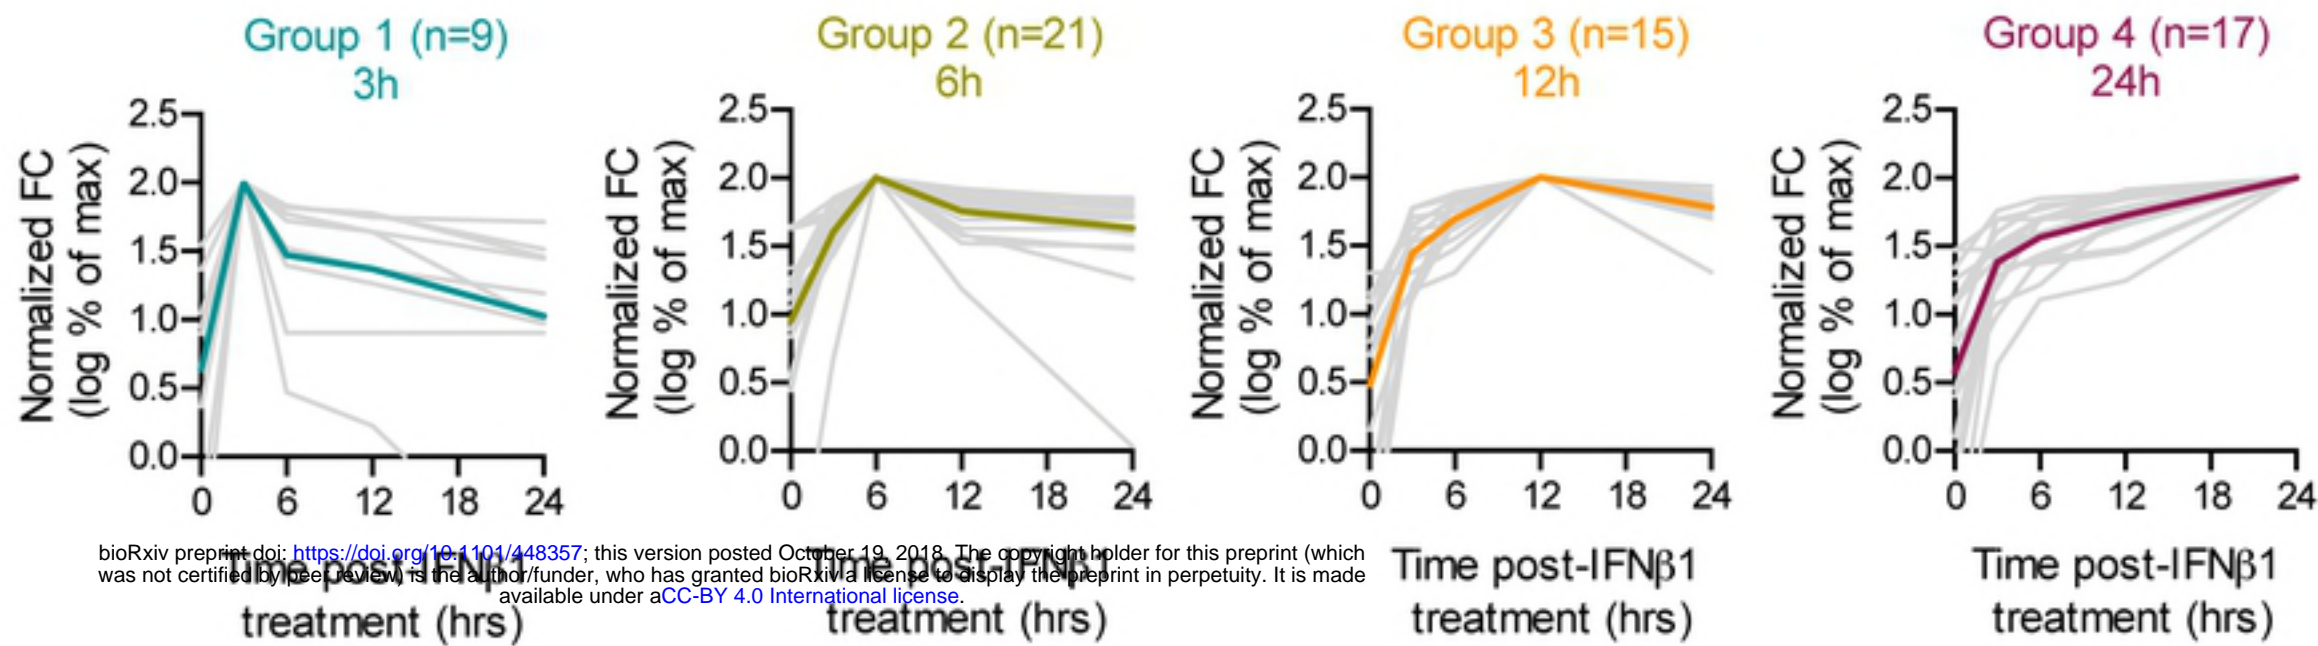 Group 1 (n=9)
3h
Group 2 (n=21)
6h
Group 3 (n=15)
12h
Group 4 (n=17)
24h
Normalized FC
(log % of max)
2.5
2.0
1.5
1.0
0.5
0.0
0 6 12 18 24
Time post-IFNβ1
treatment (hrs)
Normalized FC
(log % of max)
2.5
2.0
1.5
1.0
0.5
0.0
0 6 12 18 24
Time post-IFNβ1
treatment (hrs)
Normalized FC
(log % of max)
2.5
2.0
1.5
1.0
0.5
0.0
0 6 12 18 24
Time post-IFNβ1
treatment (hrs)
Normalized FC
(log % of max)
2.5
2.0
1.5
1.0
0.5
0.0
0 6 12 18 24
Time post-IFNβ1
treatment (hrs)
bioRxiv preprint doi: https://doi.org/10.1101/448357; this version posted October 19, 2018. The copyright holder for this preprint (which
was not certified by peer review) is the author/funder, who has granted bioRxiv a license to display the preprint in perpetuity. It is made
available under aCC-BY 4.0 International license.